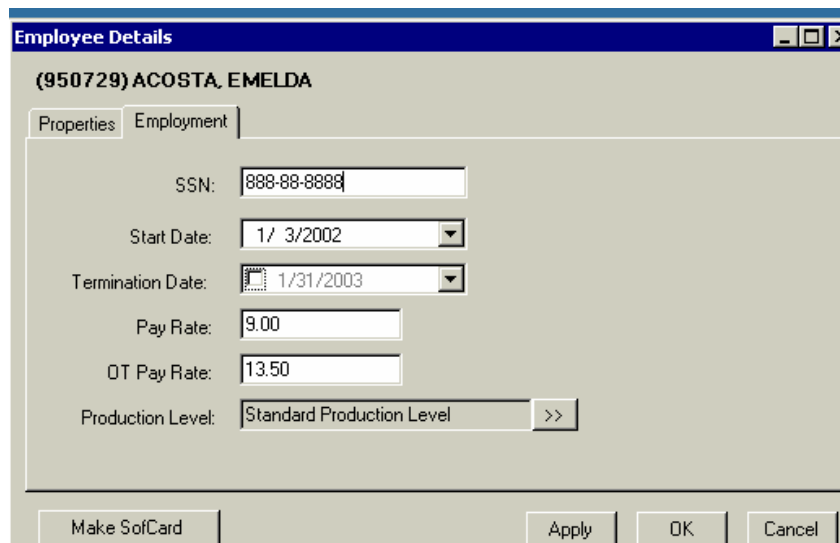 Employee Details
(950729) ACOSTA, EMELDA
Properties Employment
SSN: 888-88-8888
Start Date: 1/ 3/2002
Termination Date: 1/31/2003
Pay Rate: 9.00
OT Pay Rate: 13.50
Production Level: Standard Production Level >>
Make SofCard Apply OK Cancel